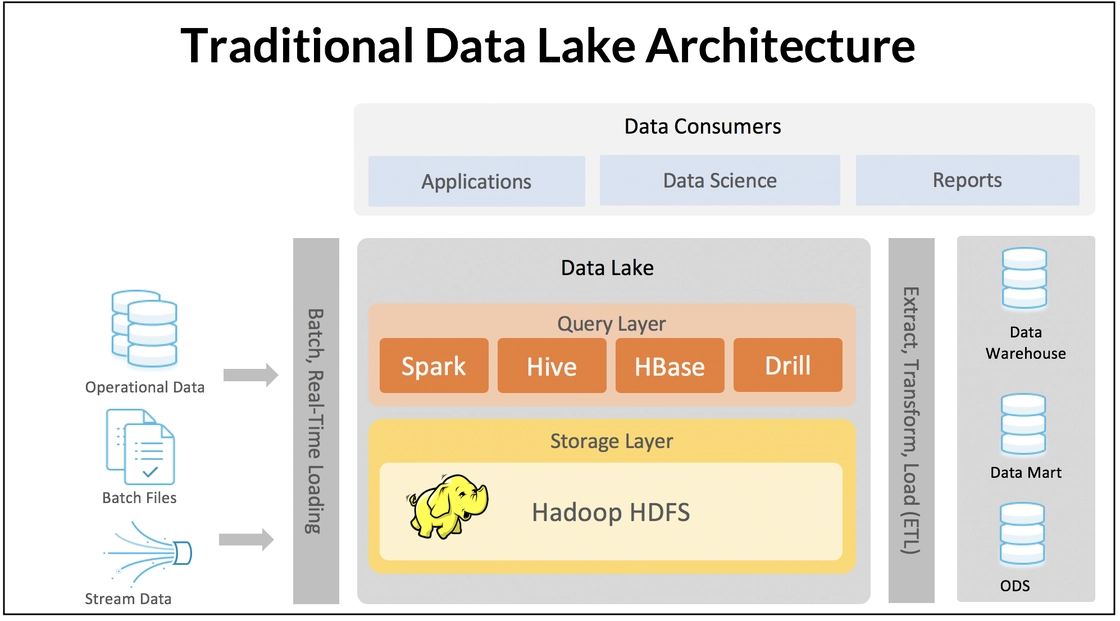 Traditional Data Lake Architecture
Data Consumers
Applications
Data Science
Reports
Operational Data
Batch Files
Stream Data
Batch, Real-Time Loading
Data Lake
Query Layer
Spark
Hive
HBase
Drill
Storage Layer
Hadoop HDFS
Extract, Transform, Load (ETL)
Data
Warehouse
Data Mart
ODS